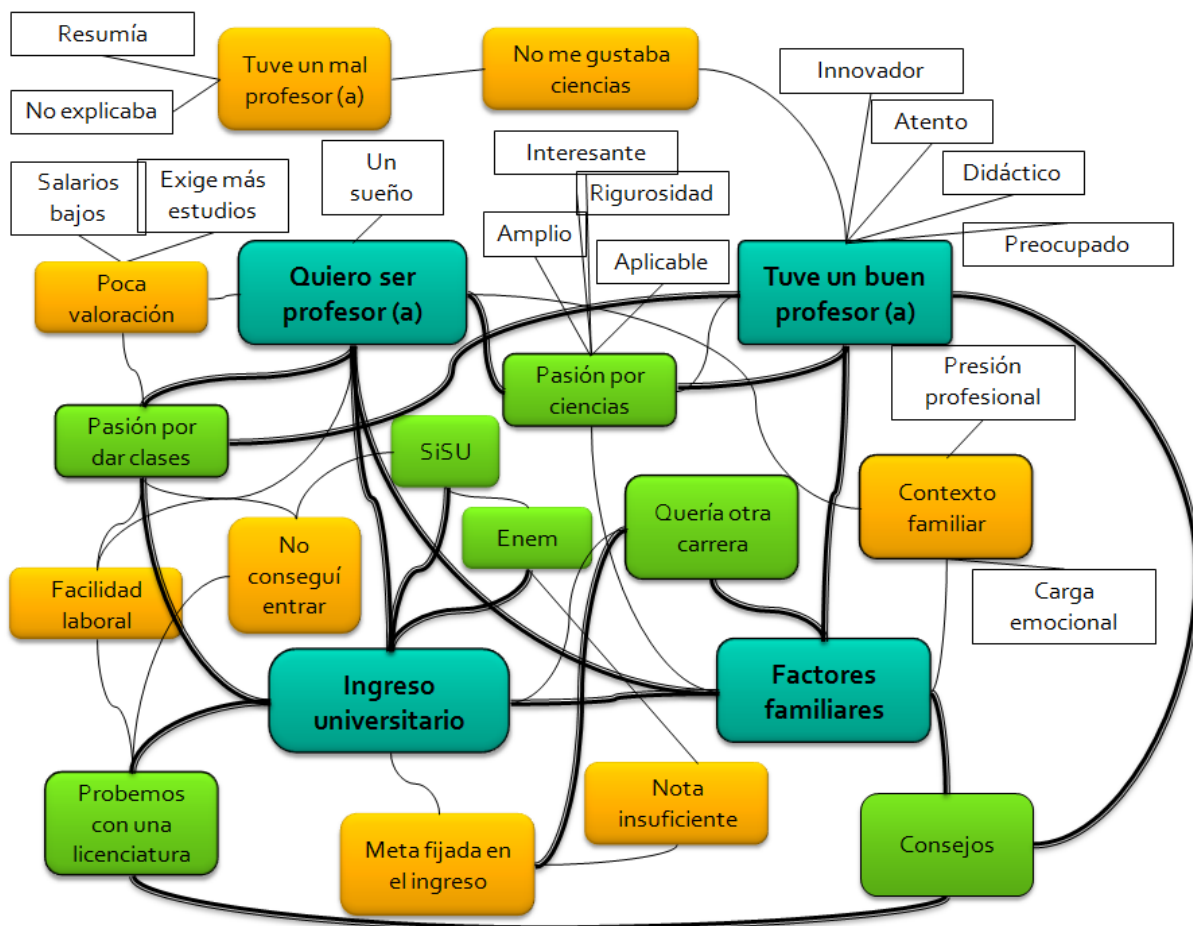 Resumía
No explicaba
Tuve un mal
profesor (a)
No me gustaba
ciencias
Innovador
Atento
Didáctico
Preocupado
Interesante
Rigurosidad
Amplio
Aplicable
Salarios
bajos
Exige más
estudios
Un
sueño
Poca
valoración
Quiero ser
profesor (a)
Tuve un buen
profesor (a)
Pasión por
ciencias
Presión
profesional
Pasión por
dar clases
SiSU
Enem
Quería otra
carrera
Contexto
familiar
No
conseguí
entrar
Facilidad
laboral
Carga
emocional
Ingreso
universitario
Factores
familiares
Probemos
con una
licenciatura
Meta fijada en
el ingreso
Nota
insuficiente
Consejos